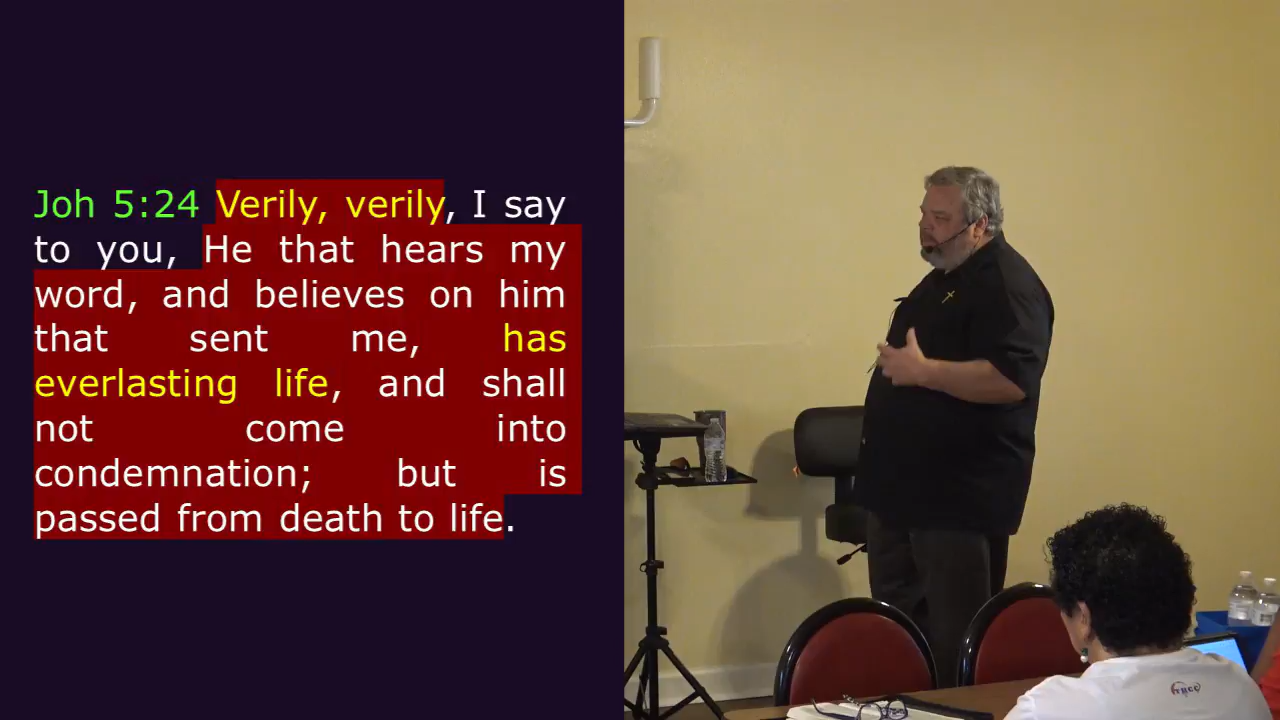 Joh 5:24 Verily, verily, I say
to you, He that hears my
word, and believes on him
that sent me, has
everlasting life, and shall
not come into
condemnation; but is
passed from death to life.